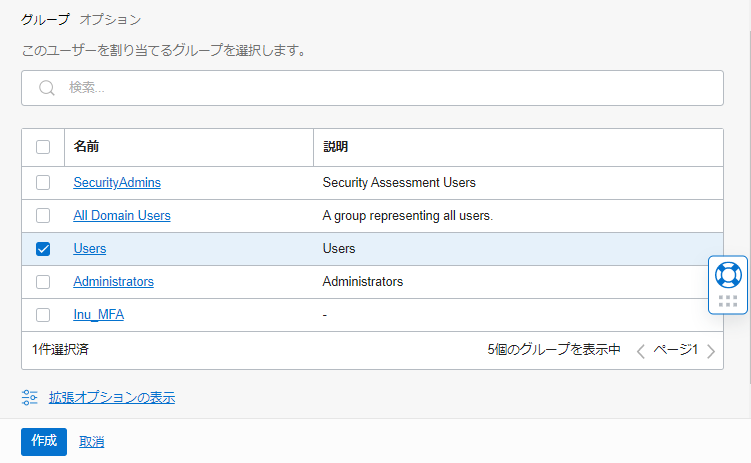 グループ オプション
このユーザーを割り当てるグループを選択します。
検索...
名前 説明
SecurityAdmins Security Assessment Users
All Domain Users A group representing all users.
Users Users
Administrators Administrators
Inu_MFA -
1件選択済 5個のグループを表示中 ページ1
拡張オプションの表示
作成 取消